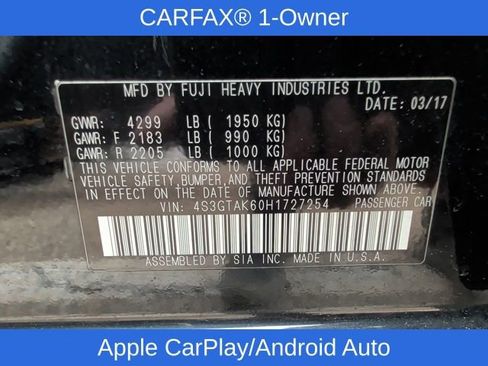 CARFAX® 1-Owner
MFD BY FUJI HEAVY INDUSTRIES LTD.
DATE: 03/17
GVWR: 4299 LB ( 1950 KG)
GAWR: F 2183 LB ( 990 KG)
GAWR: R 2205 LB ( 1000 KG)
THIS VEHICLE CONFORMS TO ALL APPLICABLE FEDERAL MOTOR
VEHICLE SAFETY, BUMPER, AND THEFT PREVENTION STANDARDS
IN EFFECT ON THE DATE OF MANUFACTURE SHOWN ABOVE.
VIN: 4S3GTAK60H1727254 PASSENGER CAR
ASSEMBLED BY SIA INC. MADE IN U.S.A.
Apple CarPlay/Android Auto